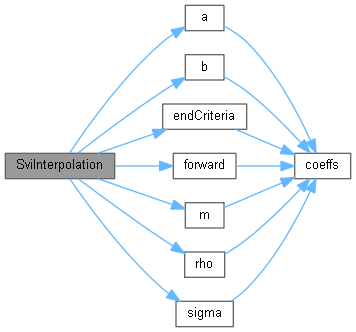 a
b
endCriteria
SviInterpolation
forward
coeffs
m
rho
sigma